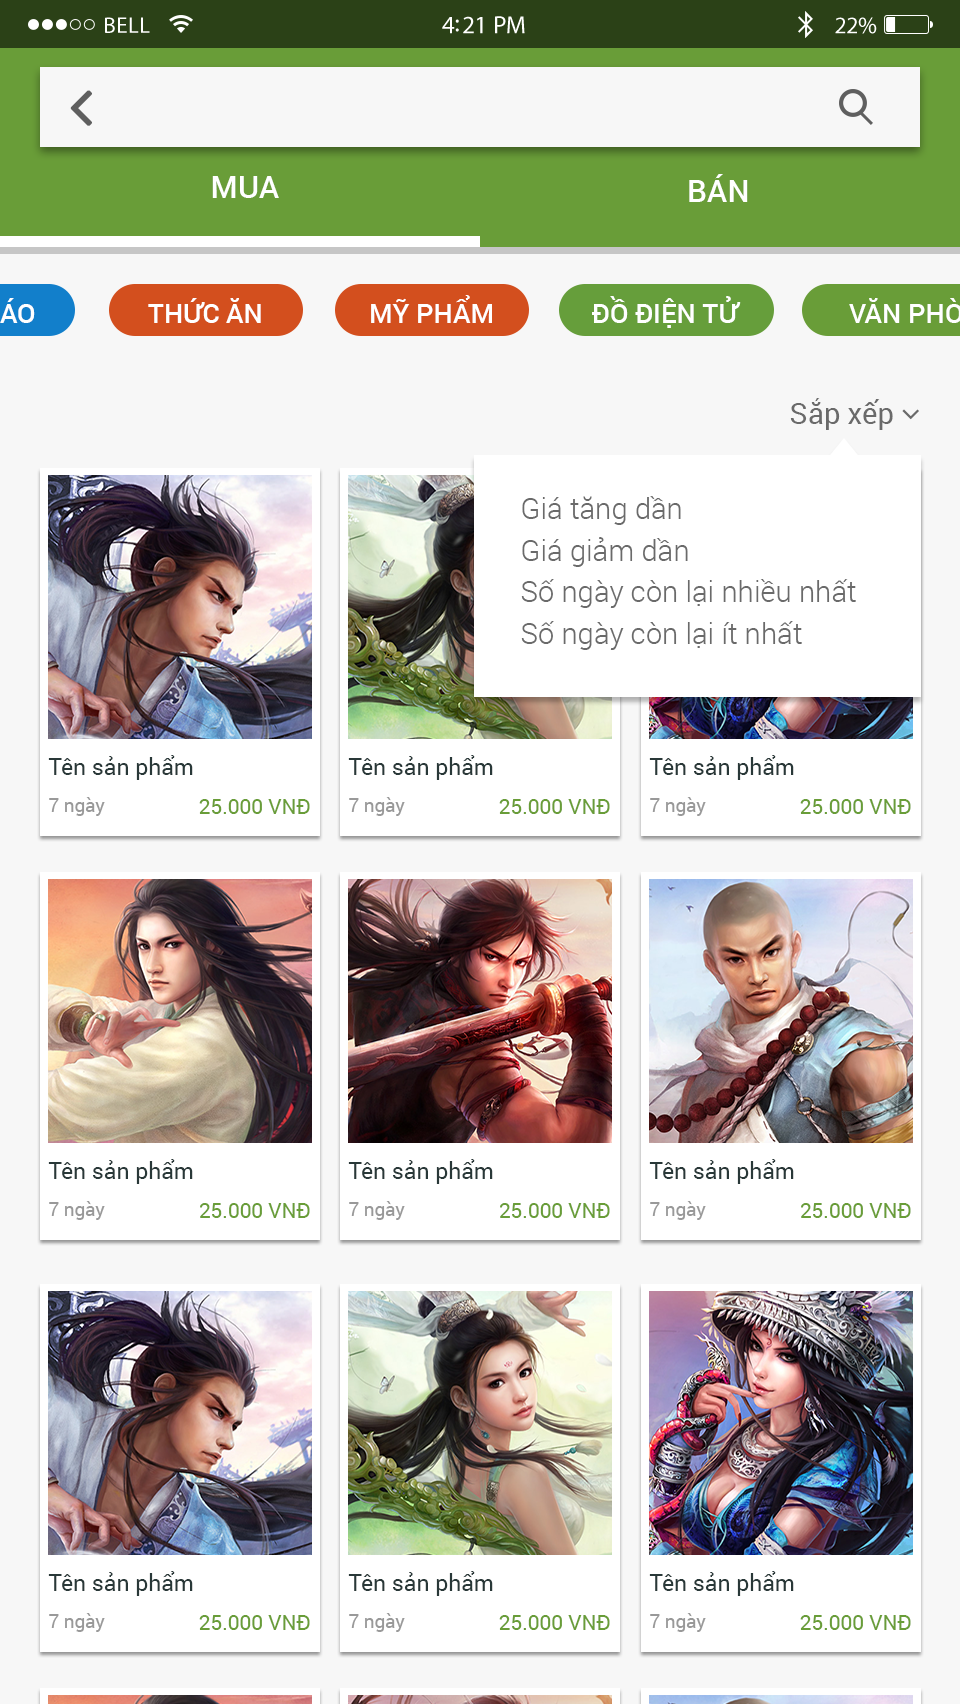 BELL 4:21 PM 22%
MUA BÁN
ÁO THỨC ĂN MỸ PHẨM ĐỒ ĐIỆN TỬ VĂN PHÒ
Sắp xếp
Giá tăng dần
Giá giảm dần
Số ngày còn lại nhiều nhất
Số ngày còn lại ít nhất
Tên sản phẩm Tên sản phẩm Tên sản phẩm
7 ngày 25.000 VNĐ 7 ngày 25.000 VNĐ 7 ngày 25.000 VNĐ
Tên sản phẩm Tên sản phẩm Tên sản phẩm
7 ngày 25.000 VNĐ 7 ngày 25.000 VNĐ 7 ngày 25.000 VNĐ
Tên sản phẩm Tên sản phẩm Tên sản phẩm
7 ngày 25.000 VNĐ 7 ngày 25.000 VNĐ 7 ngày 25.000 VNĐ